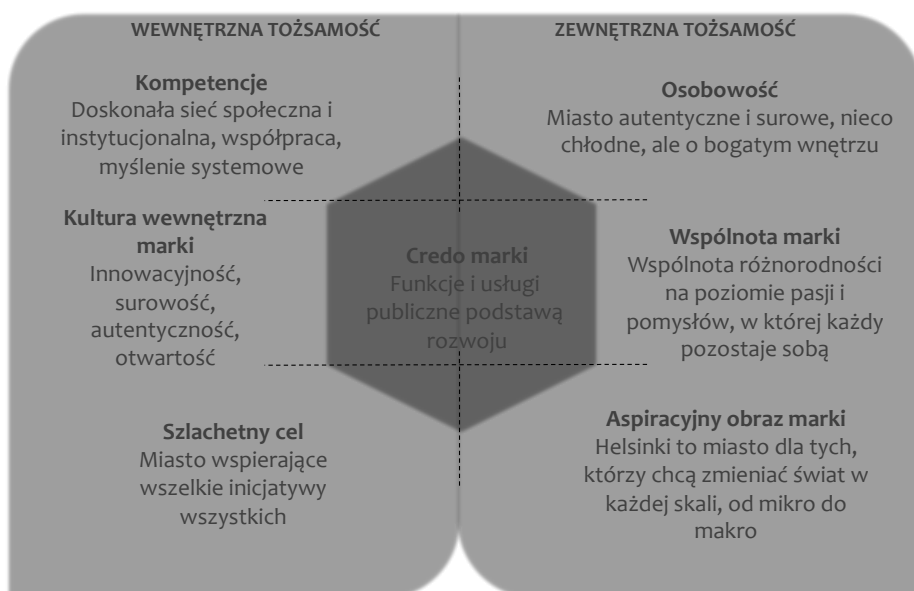 WEWNĘTRZNA TOŻSAMOŚĆ
Kompetencje
Doskonała sieć społeczna i
instytucjonalna, współpraca,
myślenie systemowe
Kultura wewnętrzna
marki
Innowacyjność,
surowość,
autentyczność,
otwartość
Szlachetny cel
Miasto wspierające
wszelkie inicjatywy
wszystkich
Credo marki
Funkcje i usługi
publiczne podstawą
rozwoju
ZEWNĘTRZNA TOŻSAMOŚĆ
Osobowość
Miasto autentyczne i surowe, nieco
chłodne, ale o bogatym wnętrzu
Wspólnota marki
Wspólnota różnorodności
na poziomie pasji i
pomysłów, w której każdy
pozostaje sobą
Aspiracyjny obraz marki
Helsinki to miasto dla tych,
którzy chcą zmieniać świat w
każdej skali, od mikro do
makro